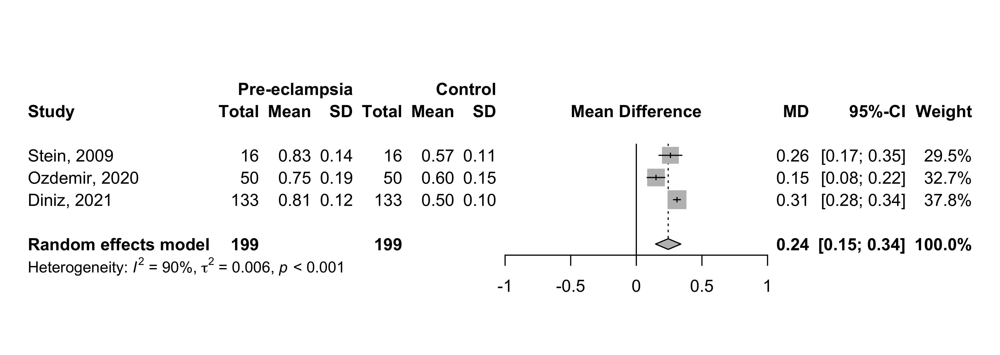 Pre-eclampsia Control
Study Total Mean SD Total Mean SD Mean Difference MD 95%-CI Weight
Stein, 2009 16 0.83 0.14 16 0.57 0.11 0.26 [0.17; 0.35] 29.5%
Ozdemir, 2020 50 0.75 0.19 50 0.60 0.15 0.15 [0.08; 0.22] 32.7%
Diniz, 2021 133 0.81 0.12 133 0.50 0.10 0.31 [0.28; 0.34] 37.8%
Random effects model 199 199 0.24 [0.15; 0.34] 100.0%
Heterogeneity: I² = 90%, τ² = 0.006, p < 0.001
-1 -0.5 0 0.5 1